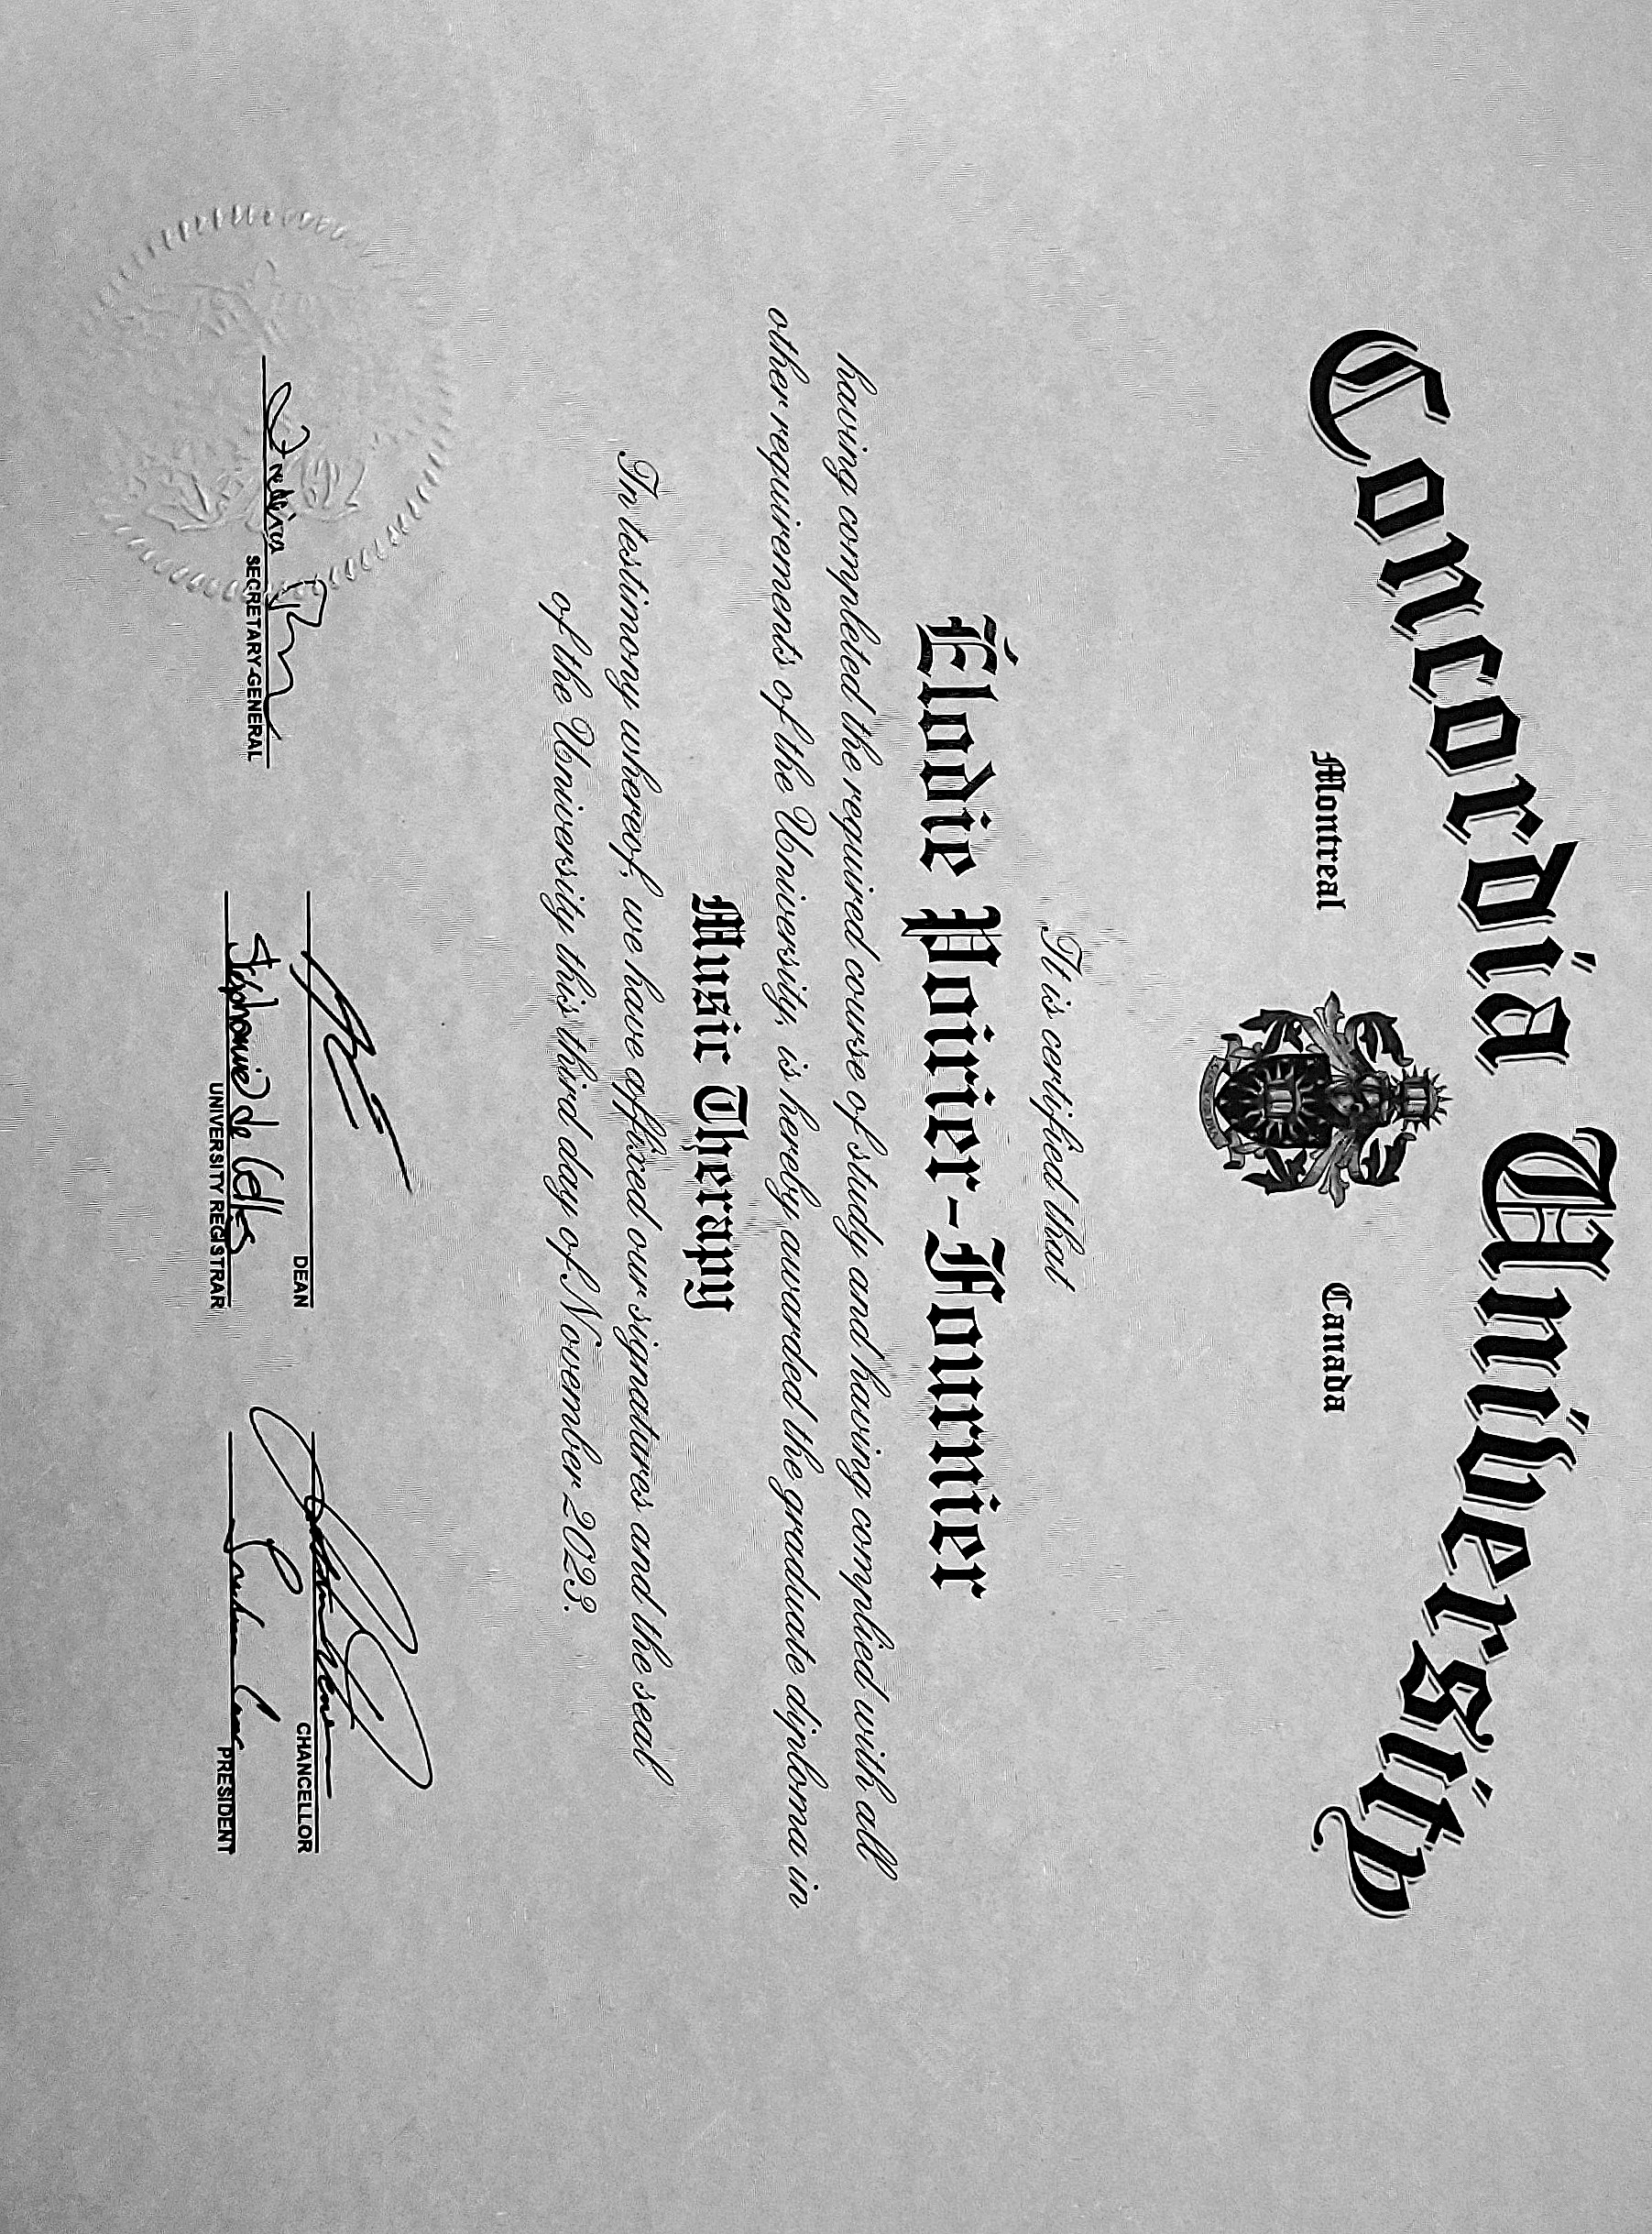 Concordia University
Montreal Canada
It is certified that
Élodie Poirier-Fournier
having completed the required course of study and having complied with all
other requirements of the University, is hereby awarded the graduate diploma in
Music Therapy
In testimony whereof, we have affixed our signatures and the seal
of the University this third day of November 2023.
SECRETARY-GENERAL
DEAN
Stéphanie de Celles
UNIVERSITY REGISTRAR
CHANCELLOR
PRESIDENT